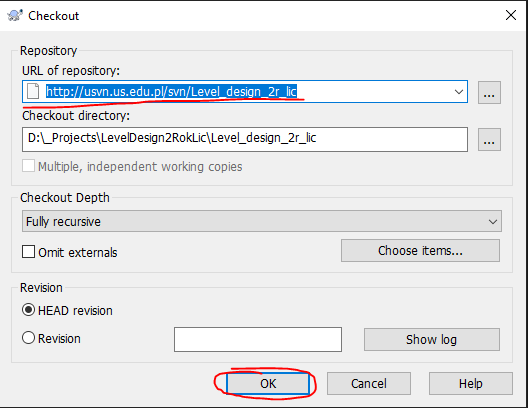 Checkout
Repository
URL of repository:
http://usvn.us.edu.pl/svn/Level_design_2r_lic
...
Checkout directory:
D:\_Projects\LevelDesign2RokLic\Level_design_2r_lic
...
Multiple, independent working copies
Checkout Depth
Fully recursive
Omit externals
Choose items...
Revision
HEAD revision
Revision
Show log
OK
Cancel
Help